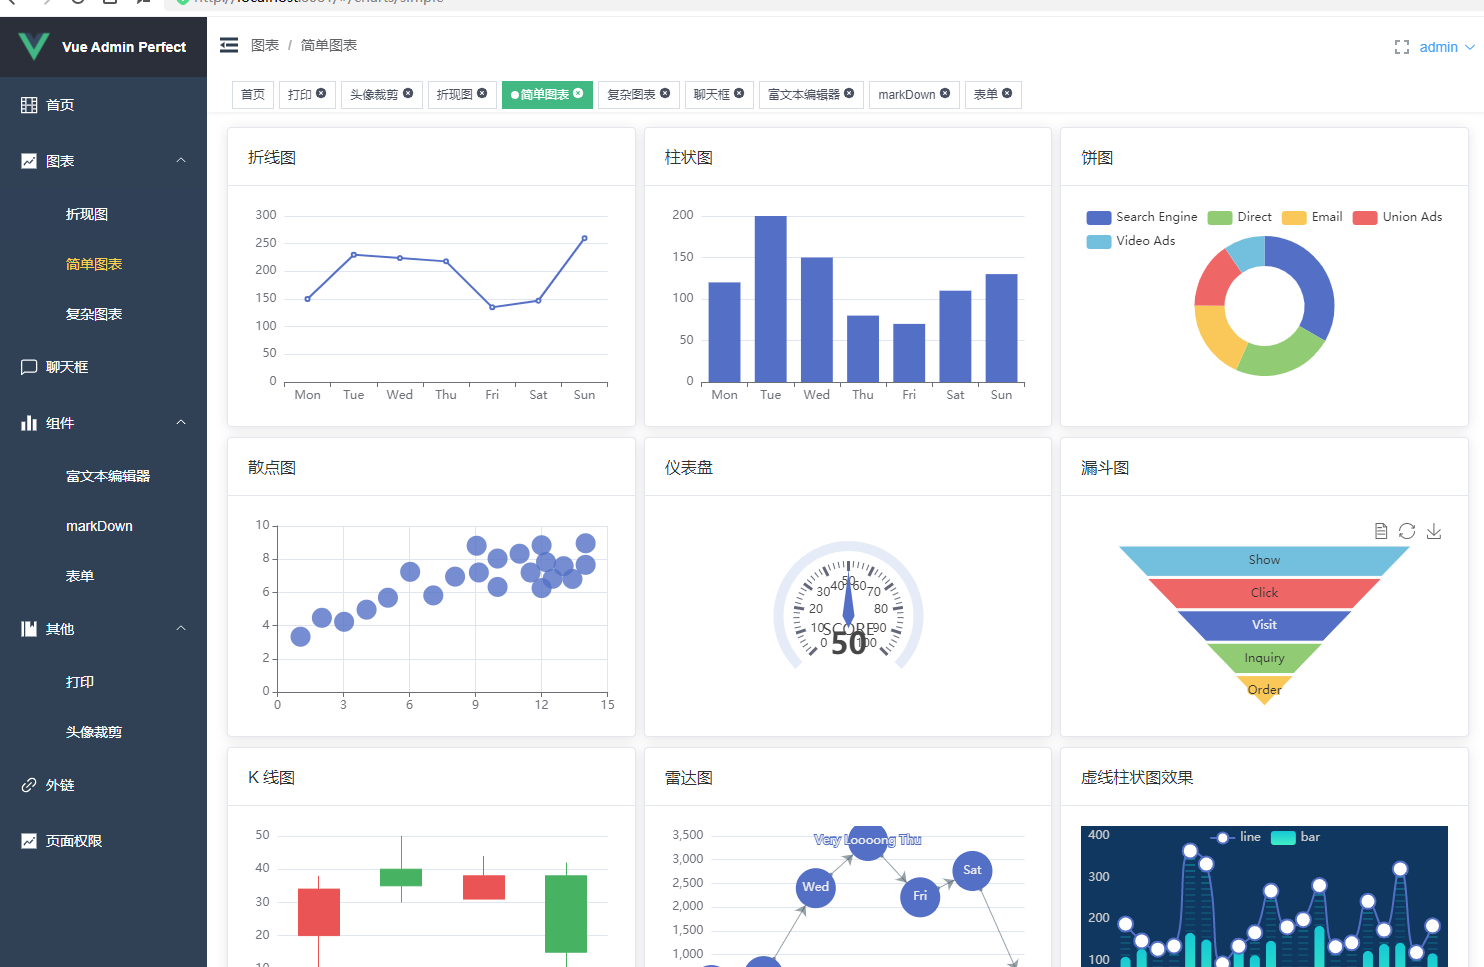 Vue Admin Perfect
首页
图表
折现图
简单图表
复杂图表
聊天框
组件
富文本编辑器
markDown
表单
其他
打印
头像裁剪
外链
页面权限
图表 / 简单图表
admin
首页 打印 头像裁剪 折现图 简单图表 复杂图表 聊天框 富文本编辑器 markDown 表单
折线图
300
250
200
150
100
50
0
Mon Tue Wed Thu Fri Sat Sun
柱状图
200
150
100
50
0
Mon Tue Wed Thu Fri Sat Sun
饼图
Search Engine Direct Email Union Ads
Video Ads
散点图
10
8
6
4
2
0
0 3 6 9 12 15
仪表盘
0 10 20 30 40 50 60 70 80 90 100
SCORE
50
漏斗图
Show
Click
Visit
Inquiry
Order
K 线图
50
40
30
20
10
雷达图
3,500
3,000
2,500
2,000
1,500
1,000
Very Loooong Thu
Wed
Fri
Sat
虚线柱状图效果
line bar
400
300
200
100